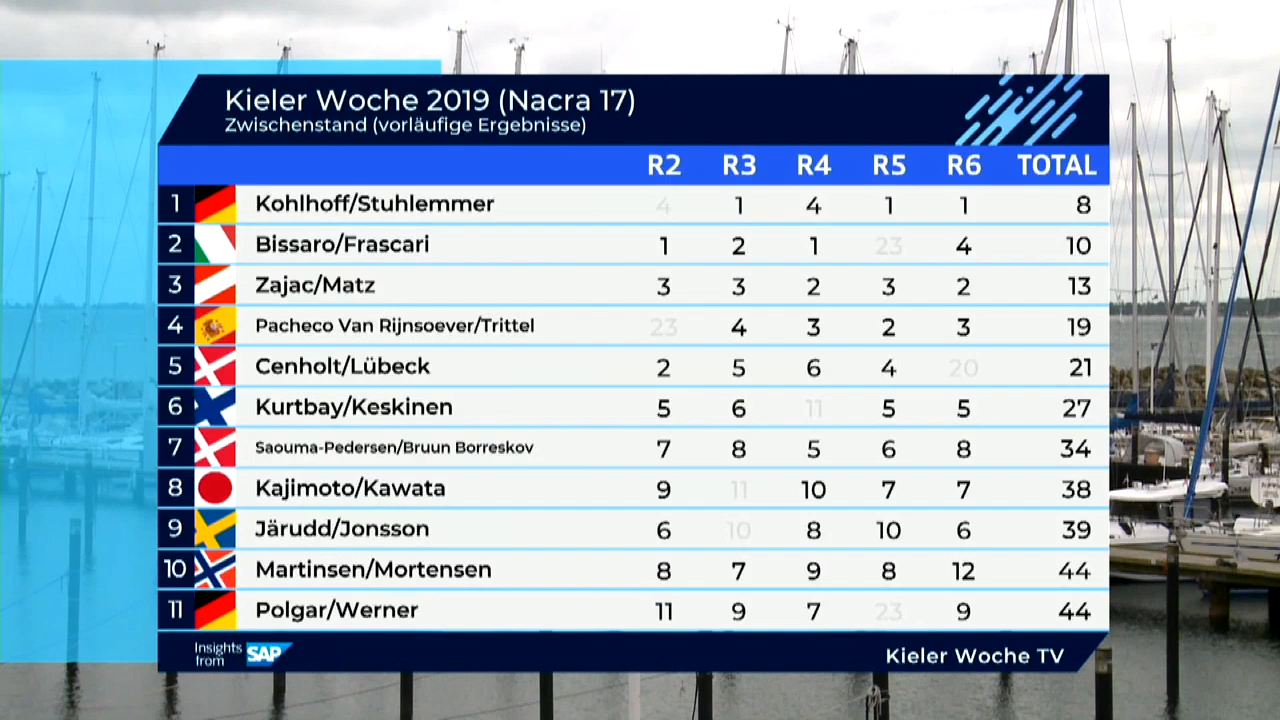 Kieler Woche 2019 (Nacra 17)
Zwischenstand (vorläufige Ergebnisse)
R2 R3 R4 R5 R6 TOTAL
1 Kohlhoff/Stuhlemmer 4 1 4 1 1 8
2 Bissaro/Frascari 1 2 1 23 4 10
3 Zajac/Matz 3 3 2 3 2 13
4 Pacheco Van Rijnsoever/Trittel 23 4 3 2 3 19
5 Cenholt/Lübeck 2 5 6 4 20 21
6 Kurtbay/Keskinen 5 6 11 5 5 27
7 Saouma-Pedersen/Bruun Borreskov 7 8 5 6 8 34
8 Kajimoto/Kawata 9 11 10 7 7 38
9 Järudd/Jonsson 6 10 8 10 6 39
10 Martinsen/Mortensen 8 7 9 8 12 44
11 Polgar/Werner 11 9 7 23 9 44
Insights
from SAP
Kieler Woche TV